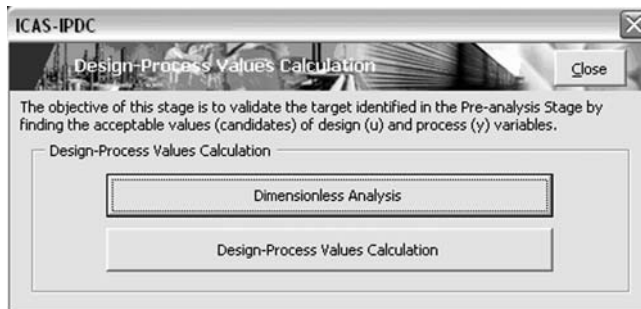 ICAS-IPDC
Design-Process Values Calculation
Close
The objective of this stage is to validate the target identified in the Pre-analysis Stage by
finding the acceptable values (candidates) of design (u) and process (y) variables.
Design-Process Values Calculation
Dimensionless Analysis
Design-Process Values Calculation